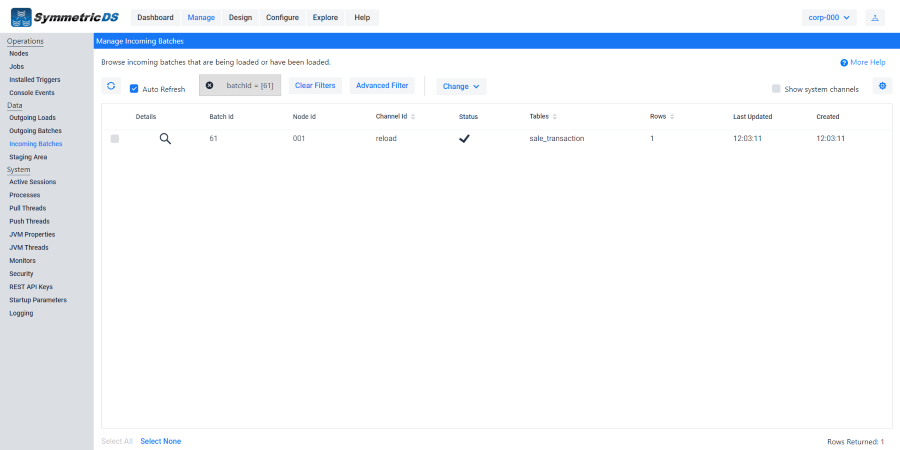 SymmetricDS Dashboard Manage Design Configure Explore Help corp-000
Operations
Nodes
Jobs
Installed Triggers
Console Events
Data
Outgoing Loads
Outgoing Batches
Incoming Batches
Staging Area
System
Active Sessions
Processes
Pull Threads
Push Threads
JVM Properties
JVM Threads
Monitors
Security
REST API Keys
Startup Parameters
Logging
Manage Incoming Batches
Browse incoming batches that are being loaded or have been loaded. More Help
Auto Refresh batchId = [61] Clear Filters Advanced Filter Change Show system channels
Details Batch Id Node Id Channel Id Status Tables Rows Last Updated Created
61 001 reload sale_transaction 1 12:03:11 12:03:11
Select All Select None Rows Returned: 1